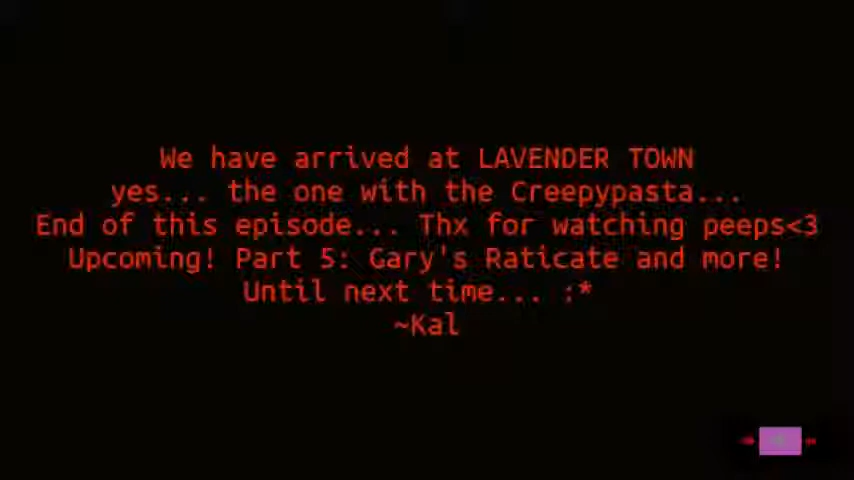 We have arrived at LAVENDER TOWN
yes... the one with the Creepypasta...
End of this episode... Thx for watching peeps<3
Upcoming! Part 5: Gary's Raticate and more!
Until next time... :*
~Kal